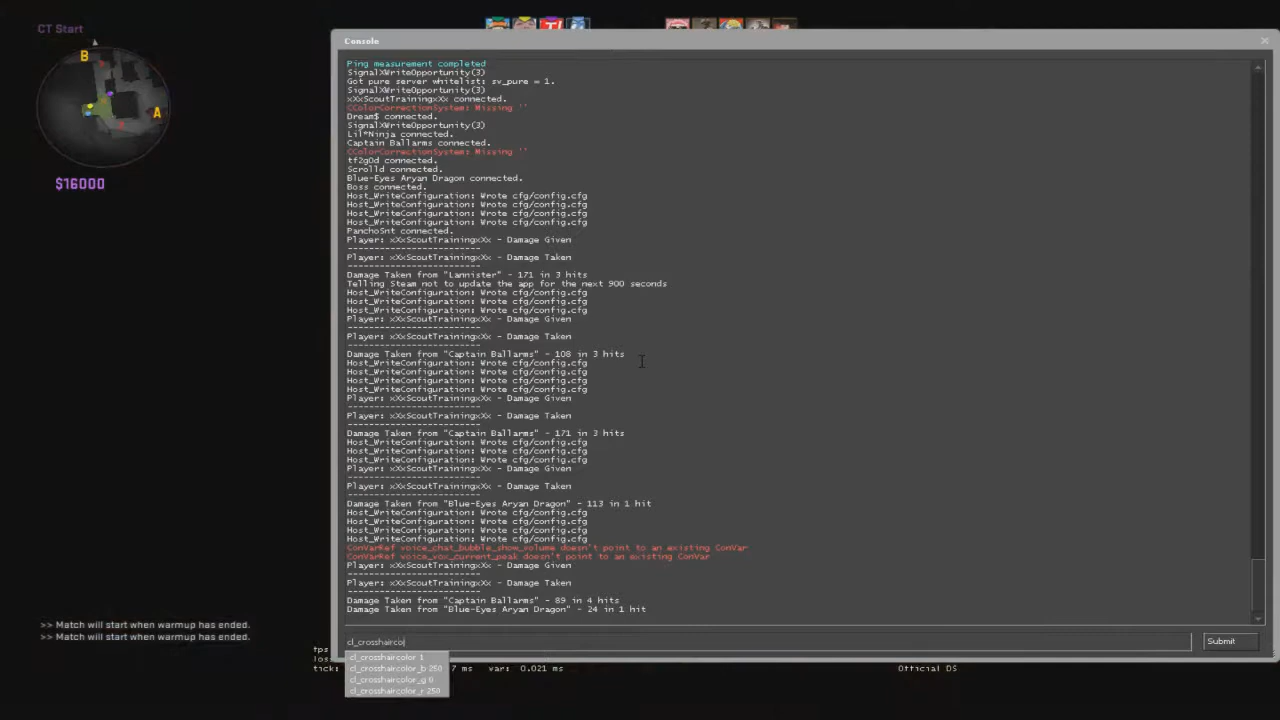 CT Start
B
A
$16000
Console
Ping measurement completed
SignalXWriteOpportunity(3)
Got pure server whitelist: sv_pure = 1.
SignalXWriteOpportunity(3)
xXxScoutTrainingxXx connected.
CColorCorrectionSystem: Missing ''
Dream$ connected.
SignalXWriteOpportunity(3)
Lil*Ninja connected.
Captain Ballarms connected.
CColorCorrectionSystem: Missing ''
tf2g0d connected.
Scrolld connected.
Blue-Eyes Aryan Dragon connected.
Boss connected.
Host_WriteConfiguration: Wrote cfg/config.cfg
Host_WriteConfiguration: Wrote cfg/config.cfg
Host_WriteConfiguration: Wrote cfg/config.cfg
Host_WriteConfiguration: Wrote cfg/config.cfg
PanchoSnt connected.
Player: xXxScoutTrainingxXx - Damage Given
-------------------------
Player: xXxScoutTrainingxXx - Damage Taken
-------------------------
Damage Taken from "Lannister" - 171 in 3 hits
Telling Steam not to update the app for the next 900 seconds
Host_WriteConfiguration: Wrote cfg/config.cfg
Host_WriteConfiguration: Wrote cfg/config.cfg
Host_WriteConfiguration: Wrote cfg/config.cfg
Player: xXxScoutTrainingxXx - Damage Given
-------------------------
Player: xXxScoutTrainingxXx - Damage Taken
-------------------------
Damage Taken from "Captain Ballarms" - 108 in 3 hits
Host_WriteConfiguration: Wrote cfg/config.cfg
Host_WriteConfiguration: Wrote cfg/config.cfg
Host_WriteConfiguration: Wrote cfg/config.cfg
Host_WriteConfiguration: Wrote cfg/config.cfg
Player: xXxScoutTrainingxXx - Damage Given
-------------------------
Player: xXxScoutTrainingxXx - Damage Taken
-------------------------
Damage Taken from "Captain Ballarms" - 171 in 3 hits
Host_WriteConfiguration: Wrote cfg/config.cfg
Host_WriteConfiguration: Wrote cfg/config.cfg
Host_WriteConfiguration: Wrote cfg/config.cfg
Player: xXxScoutTrainingxXx - Damage Given
-------------------------
Player: xXxScoutTrainingxXx - Damage Taken
-------------------------
Damage Taken from "Blue-Eyes Aryan Dragon" - 113 in 1 hit
Host_WriteConfiguration: Wrote cfg/config.cfg
Host_WriteConfiguration: Wrote cfg/config.cfg
Host_WriteConfiguration: Wrote cfg/config.cfg
Host_WriteConfiguration: Wrote cfg/config.cfg
ConVarRef voice_chat_bubble_show_volume doesn't point to an existing ConVar
ConVarRef voice_vox_current_peak doesn't point to an existing ConVar
Player: xXxScoutTrainingxXx - Damage Given
-------------------------
Player: xXxScoutTrainingxXx - Damage Taken
-------------------------
Damage Taken from "Captain Ballarms" - 89 in 4 hits
Damage Taken from "Blue-Eyes Aryan Dragon" - 24 in 1 hit
>> Match will start when warmup has ended.
>> Match will start when warmup has ended.
cl_crosshairco
Submit
cl_crosshaircolor 1
cl_crosshaircolor_b 250
cl_crosshaircolor_g 0
cl_crosshaircolor_r 250
fps
loss
tick: 7 ms var: 0.021 ms
Official DS